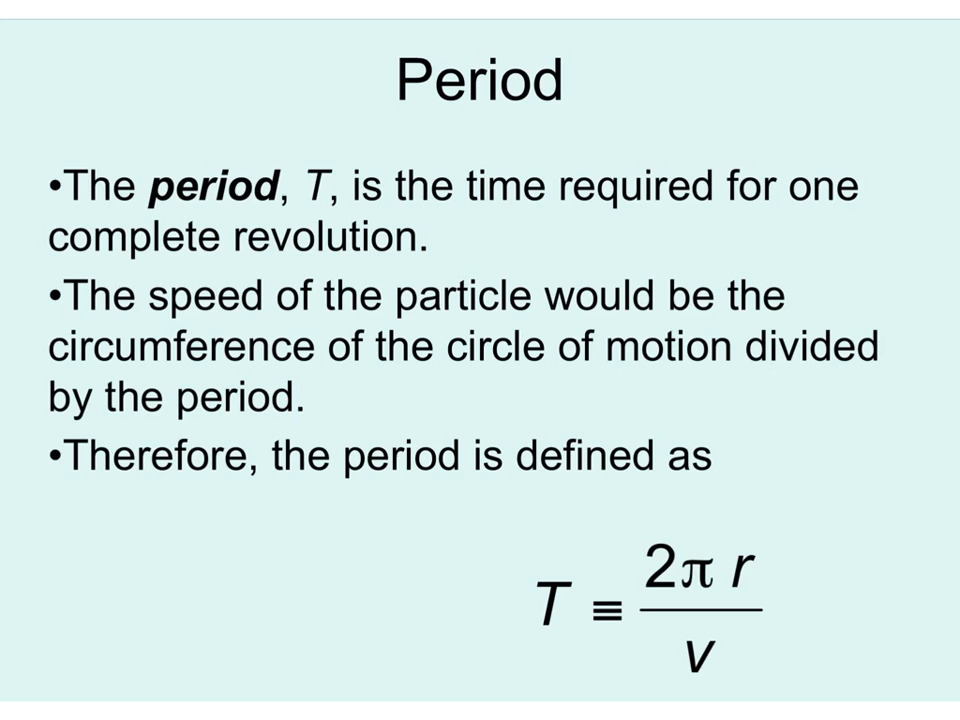 Period
•The period, T, is the time required for one
complete revolution.
•The speed of the particle would be the
circumference of the circle of motion divided
by the period.
•Therefore, the period is defined as
2π r
T ≡
v